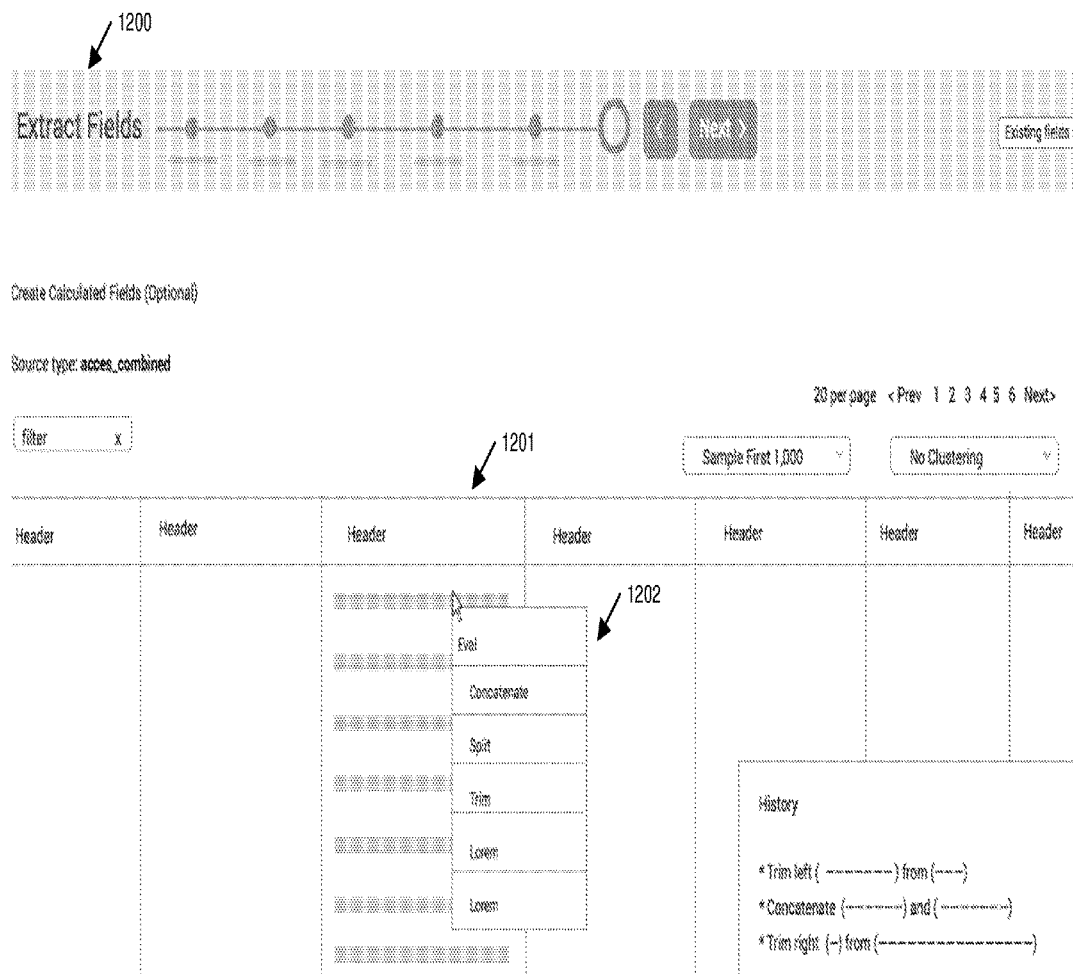 1200
Extract Fields < Next > Existing fields
Create Calculated Fields (Optional)
Source type: acces_combined
20 per page < Prev 1 2 3 4 5 6 Next>
filter x
1201
Sample First 1,000 No Clustering
Header Header Header Header Header Header Header
1202
Eval
Concatenate
Split
Trim
Lorem
Lorem
History
* Trim left ( ---------- ) from (-----)
* Concatenate (----------) and ( ---------- )
* Trim right (--) from (----------------------)